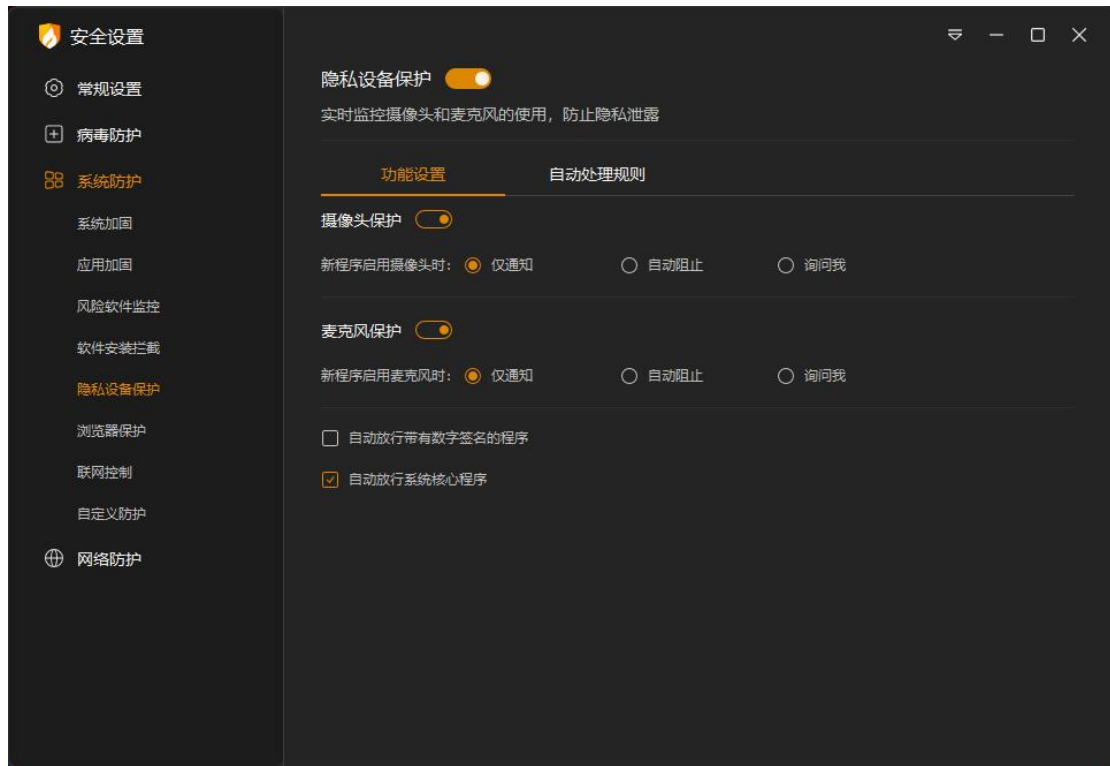 安全设置
常规设置
病毒防护
系统防护
系统加固
应用加固
风险软件监控
软件安装拦截
隐私设备保护
浏览器保护
联网控制
自定义防护
网络防护
隐私设备保护
实时监控摄像头和麦克风的使用，防止隐私泄露
功能设置 自动处理规则
摄像头保护
新程序启用摄像头时： 仅通知 自动阻止 询问我
麦克风保护
新程序启用麦克风时： 仅通知 自动阻止 询问我
自动放行带有数字签名的程序
自动放行系统核心程序